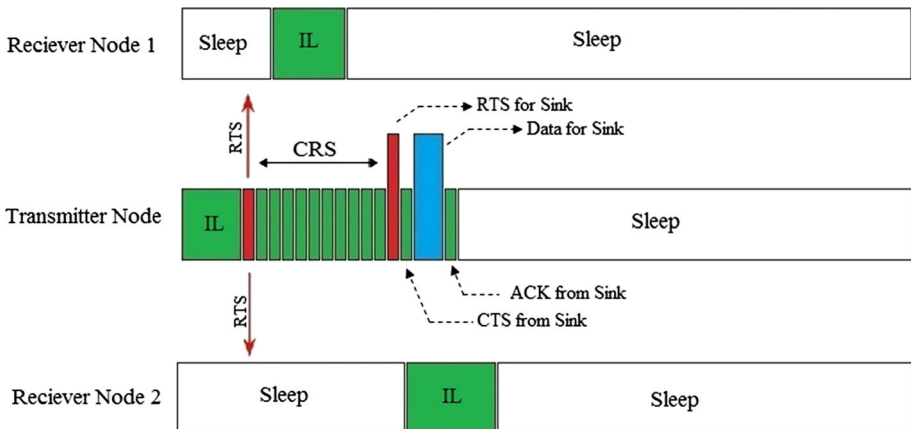 Reciever Node 1
Sleep
IL
Sleep
RTS
RTS for Sink
Data for Sink
CRS
Transmitter Node
IL
Sleep
RTS
ACK from Sink
CTS from Sink
Reciever Node 2
Sleep
IL
Sleep